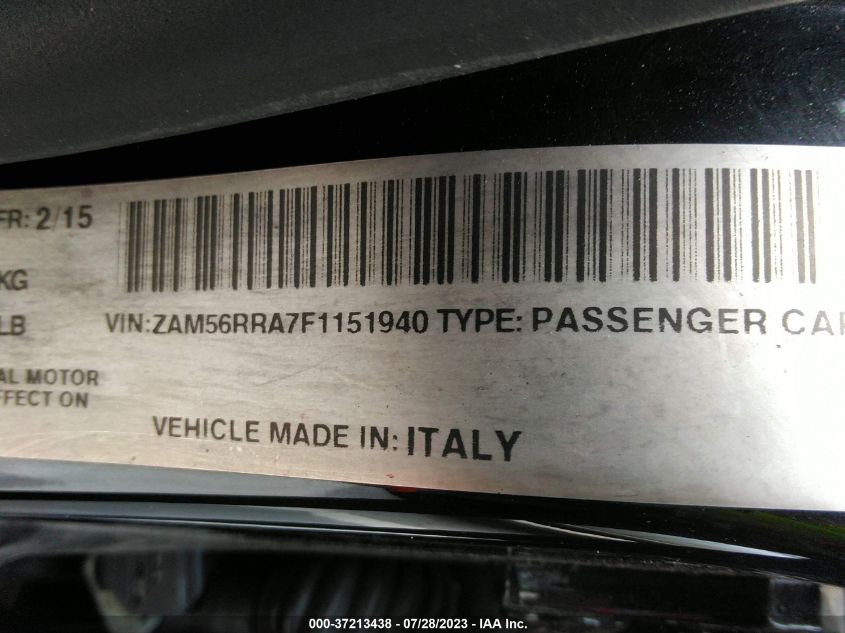 FR: 2/15
KG
LB
VIN:ZAM56RRA7F1151940 TYPE: PASSENGER CAR
AL MOTOR
FFECT ON
VEHICLE MADE IN: ITALY
000-37213438 - 07/28/2023 - IAA Inc.